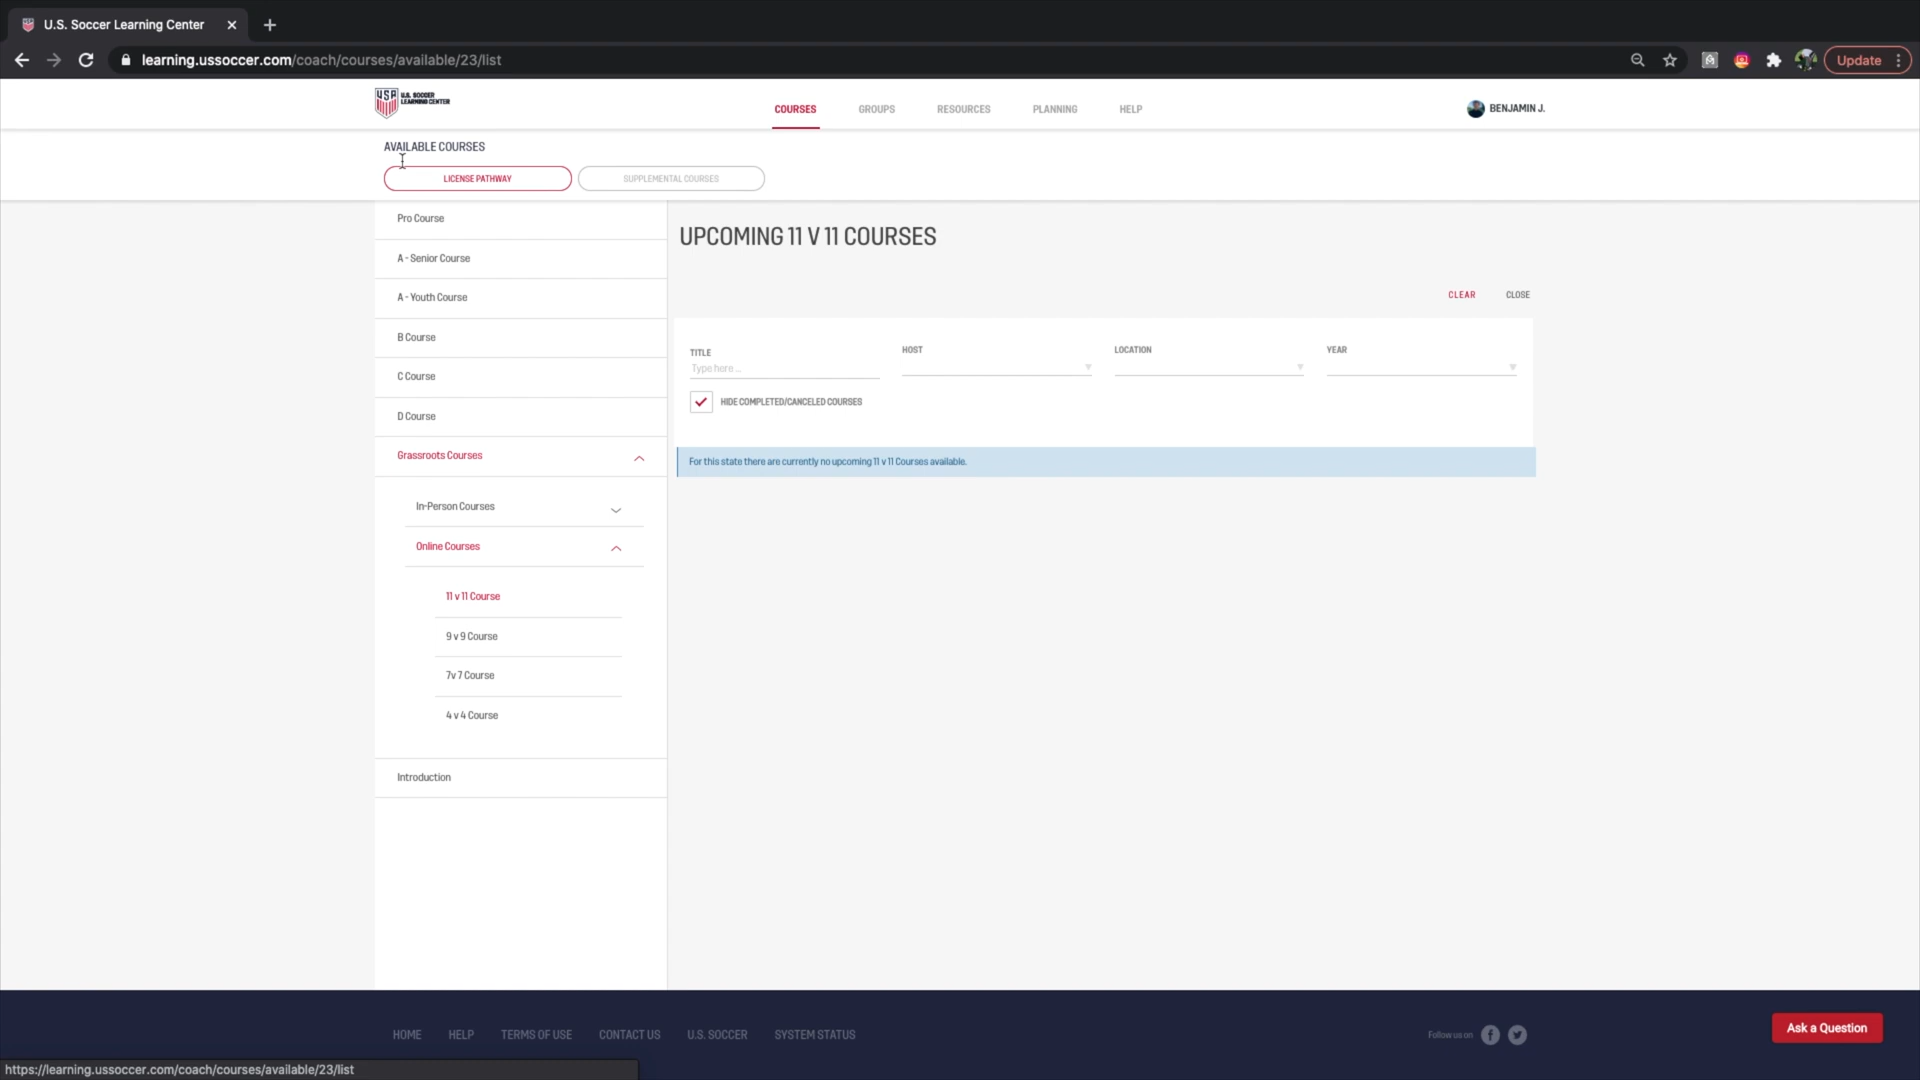 U.S. Soccer Learning Center
learning.ussoccer.com/coach/courses/available/23/list
Update
U.S. SOCCER
LEARNING CENTER
COURSES
GROUPS
RESOURCES
PLANNING
HELP
BENJAMIN J.
AVAILABLE COURSES
LICENSE PATHWAY
SUPPLEMENTAL COURSES
Pro Course
A - Senior Course
A - Youth Course
B Course
C Course
D Course
Grassroots Courses
In-Person Courses
Online Courses
11 v 11 Course
9 v 9 Course
7v 7 Course
4 v 4 Course
Introduction
UPCOMING 11 V 11 COURSES
CLEAR
CLOSE
TITLE
Type here ...
HOST
LOCATION
YEAR
HIDE COMPLETED/CANCELED COURSES
For this state there are currently no upcoming 11 v 11 Courses available.
HOME
HELP
TERMS OF USE
CONTACT US
U.S. SOCCER
SYSTEM STATUS
Follow us on
Ask a Question
https://learning.ussoccer.com/coach/courses/available/23/list